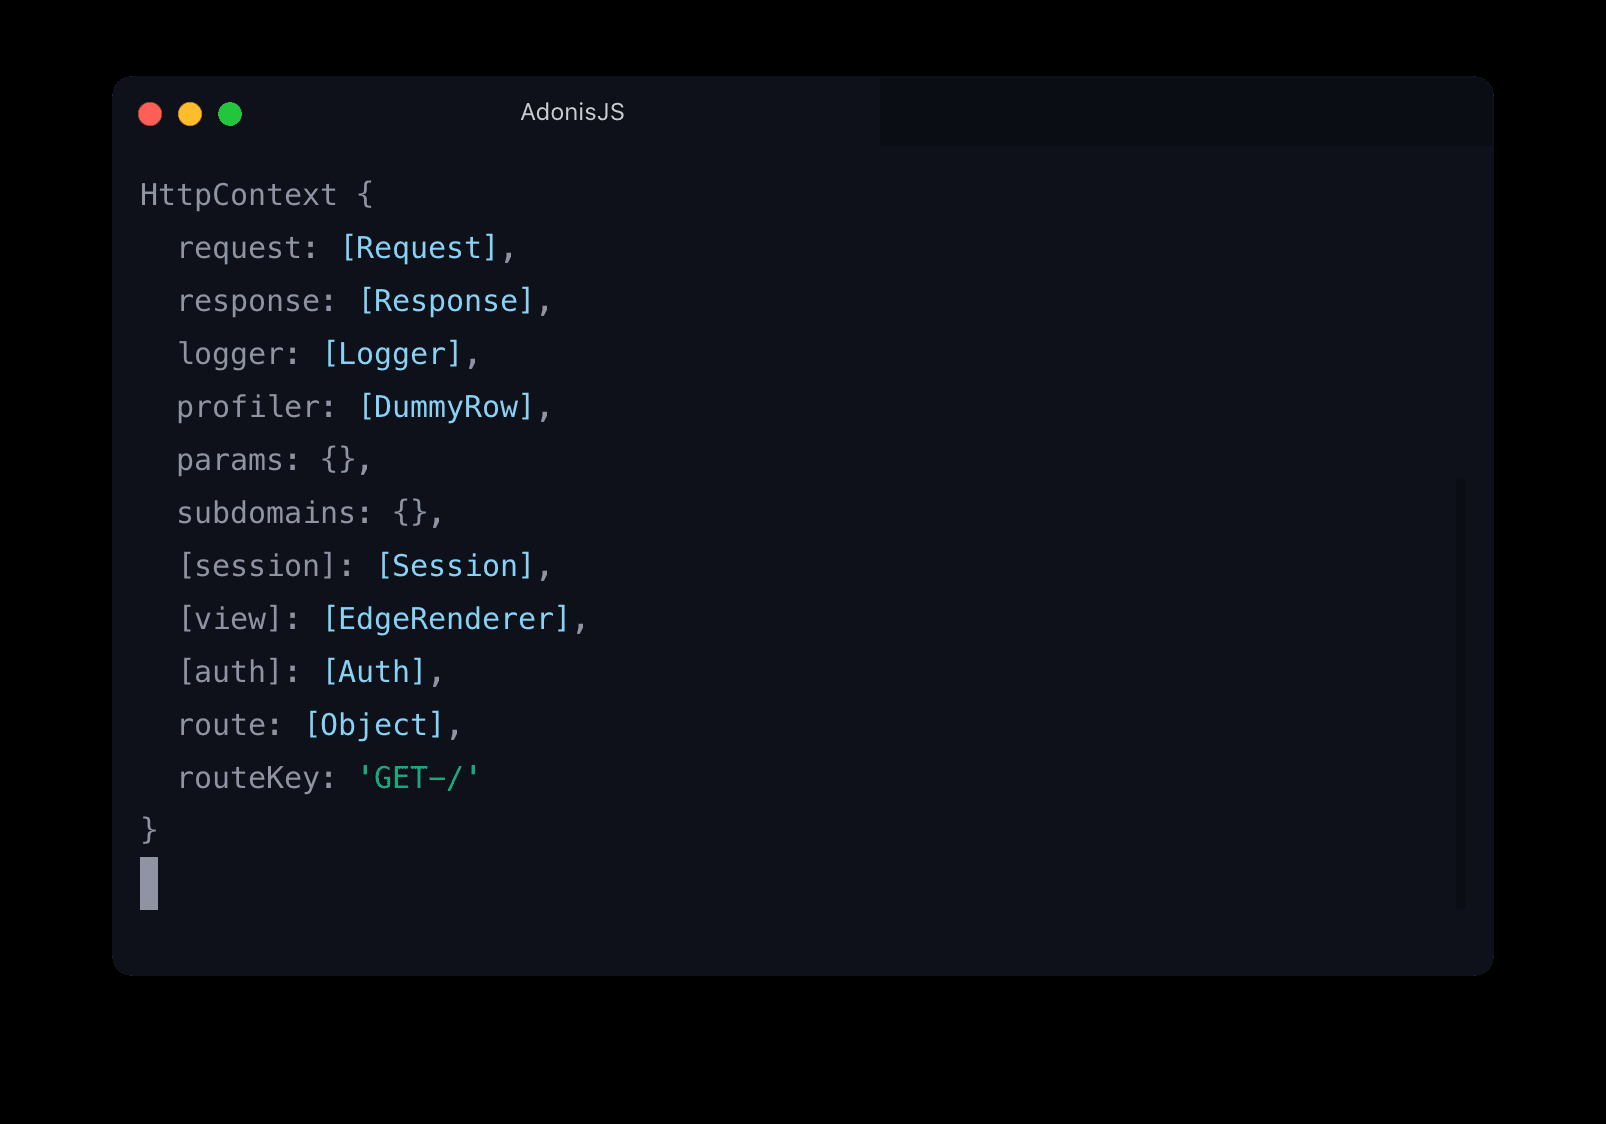 AdonisJS
HttpContext {
  request: [Request],
  response: [Response],
  logger: [Logger],
  profiler: [DummyRow],
  params: {},
  subdomains: {},
  [session]: [Session],
  [view]: [EdgeRenderer],
  [auth]: [Auth],
  route: [Object],
  routeKey: 'GET-/'
}